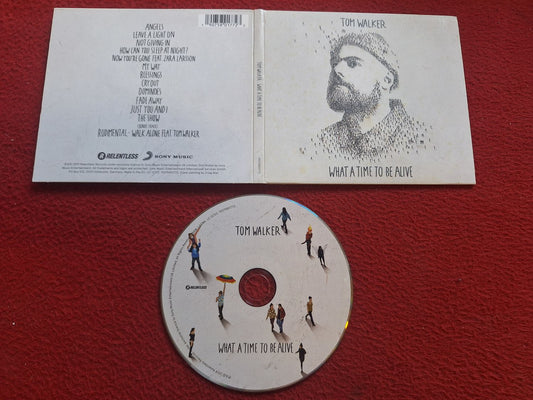 ANGELS
LEAVE A LIGHT ON
NOT GIVING IN
HOW CAN YOU SLEEP AT NIGHT?
NOW YOU'RE GONE FEAT. ZARA LARSSON
MY WAY
BLESSINGS
CRY OUT
DOMINOES
FADE AWAY
JUST YOU AND I
THE SHOW
(BONUS TRACK)
RUDIMENTAL: WALK ALONE FEAT. TOM WALKER
RELENTLESS
SONY MUSIC
TOM WALKER
WHAT A TIME TO BE ALIVE
TOM WALKER
RELENTLESS
WHAT A TIME TO BE ALIVE